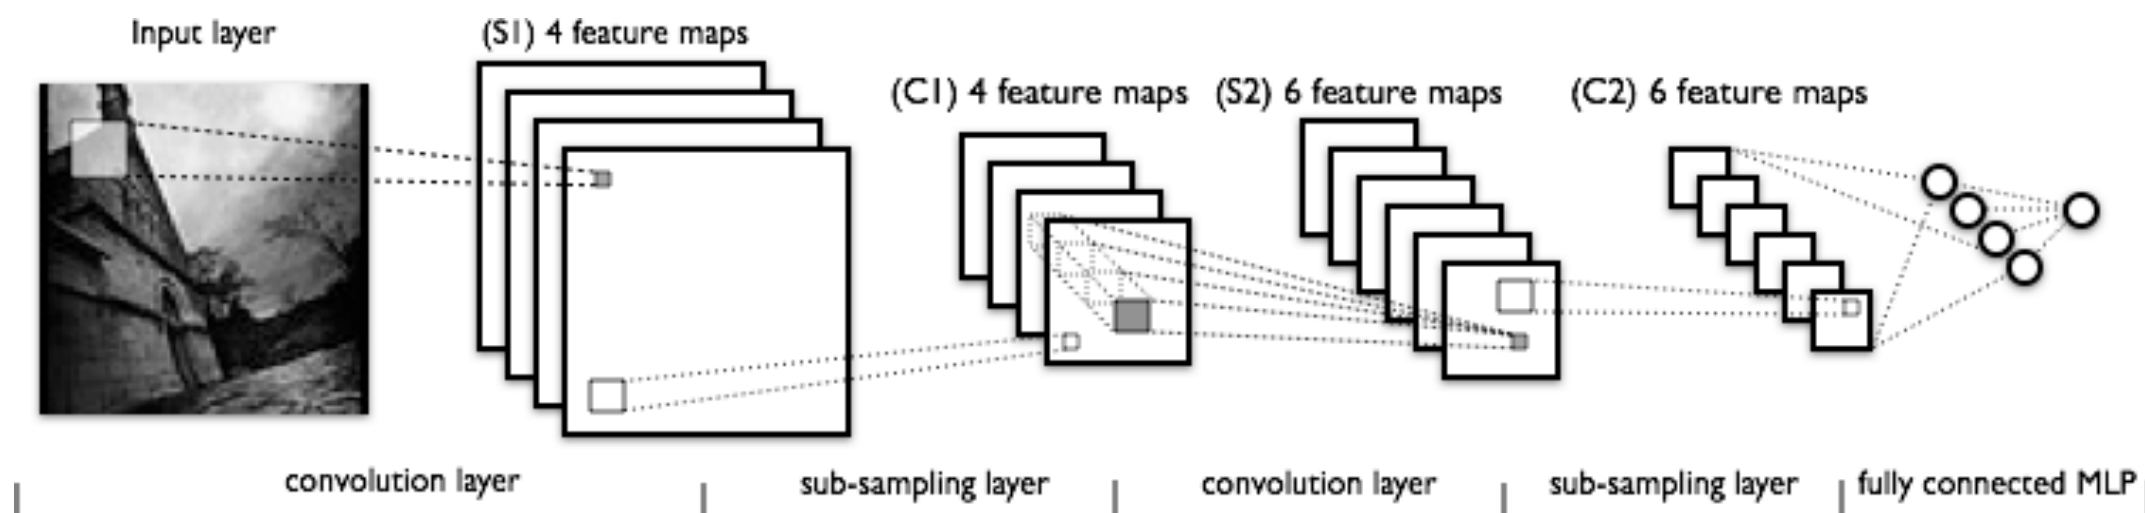 Input layer
(S1) 4 feature maps
(C1) 4 feature maps
(S2) 6 feature maps
(C2) 6 feature maps
convolution layer
sub-sampling layer
convolution layer
sub-sampling layer
fully connected MLP